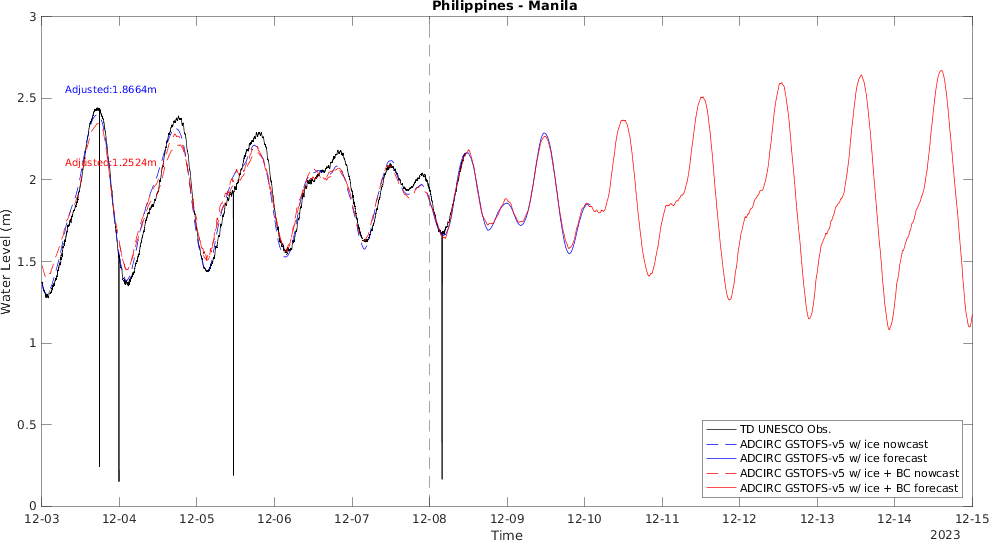 Philippines - Manila
3
2.5
2
1.5
1
0.5
0
Water Level (m)
Adjusted:1.8664m
Adjusted:1.2524m
TD UNESCO Obs.
ADCIRC GSTOFS-v5 w/ ice nowcast
ADCIRC GSTOFS-v5 w/ ice forecast
ADCIRC GSTOFS-v5 w/ ice + BC nowcast
ADCIRC GSTOFS-v5 w/ ice + BC forecast
12-03 12-04 12-05 12-06 12-07 12-08 12-09 12-10 12-11 12-12 12-13 12-14 12-15
Time
2023